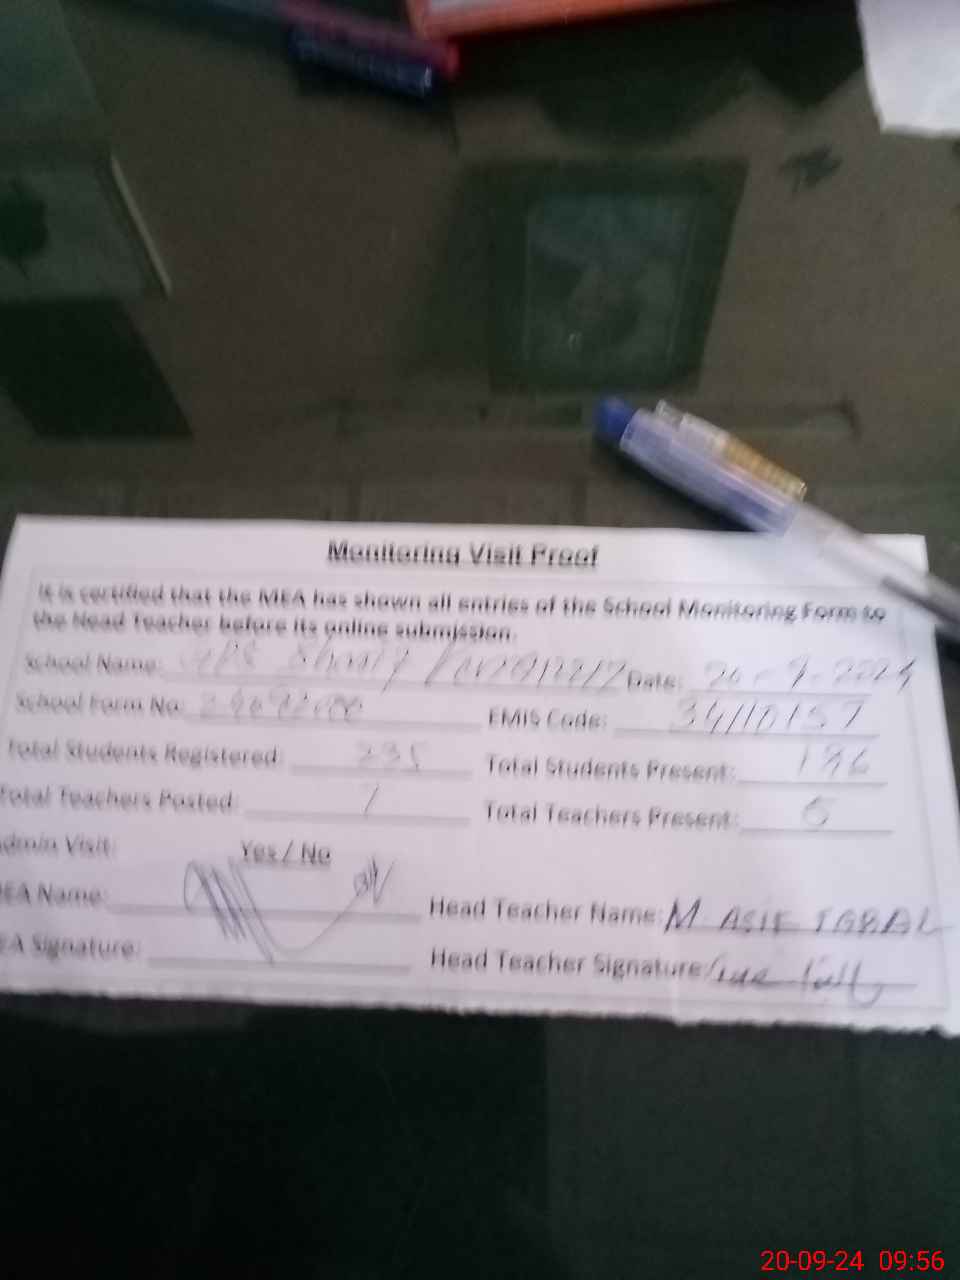 Monitoring Visit Proof
It is certified that the MEA has shown all entries of the School Monitoring Form to
the Head Teacher before its online submission.
School Name: GPS Date: 20-9-2024
School Form No: EMIS Code: 34110157
Total Students Registered: 235 Total Students Present: 186
Total Teachers Posted: 7 Total Teachers Present: 6
Admin Visit: Yes / No
MEA Name: Head Teacher Name: M ASIF IQBAL
MEA Signature: Head Teacher Signature:
20-09-24 09:56